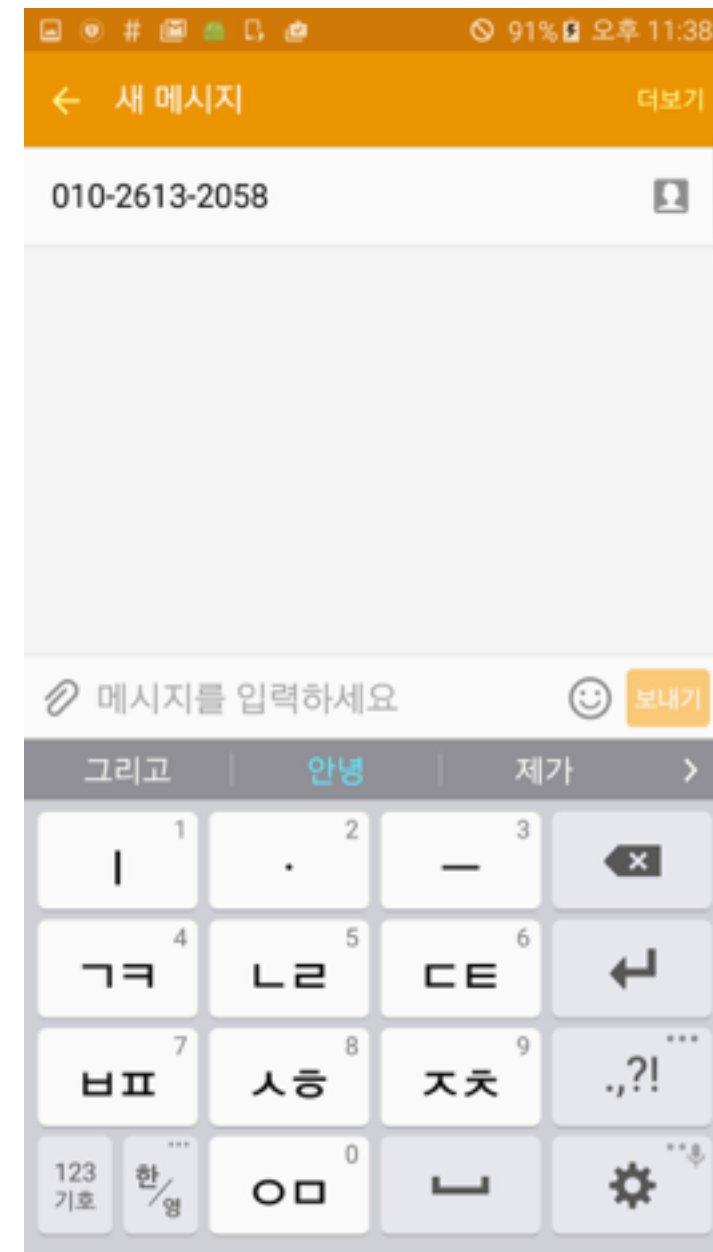 91% 오후 11:38
새 메시지 더보기
010-2613-2058
메시지를 입력하세요 보내기
그리고 안녕 제가
ㅣ 1 · 2 ㅡ 3
ㄱㅋ 4 ㄴㄹ 5 ㄷㅌ 6
ㅂㅍ 7 ㅅㅎ 8 ㅈㅊ 9 .,?!
123 한/영 ㅇㅁ 0
기호